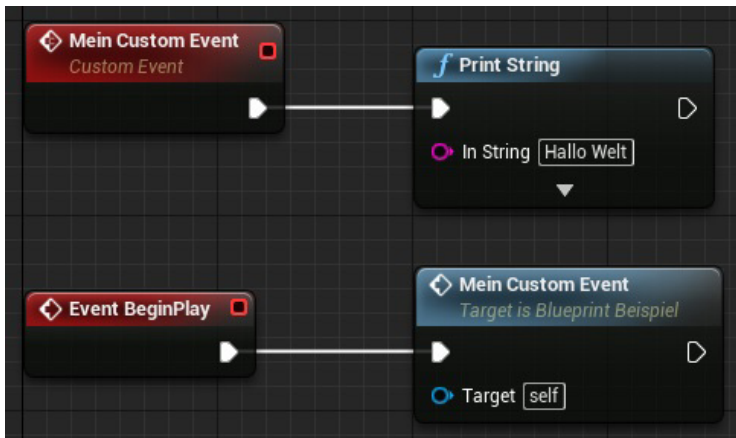 Mein Custom Event
Custom Event
Print String
In String Hallo Welt
Event BeginPlay
Mein Custom Event
Target is Blueprint Beispiel
Target self